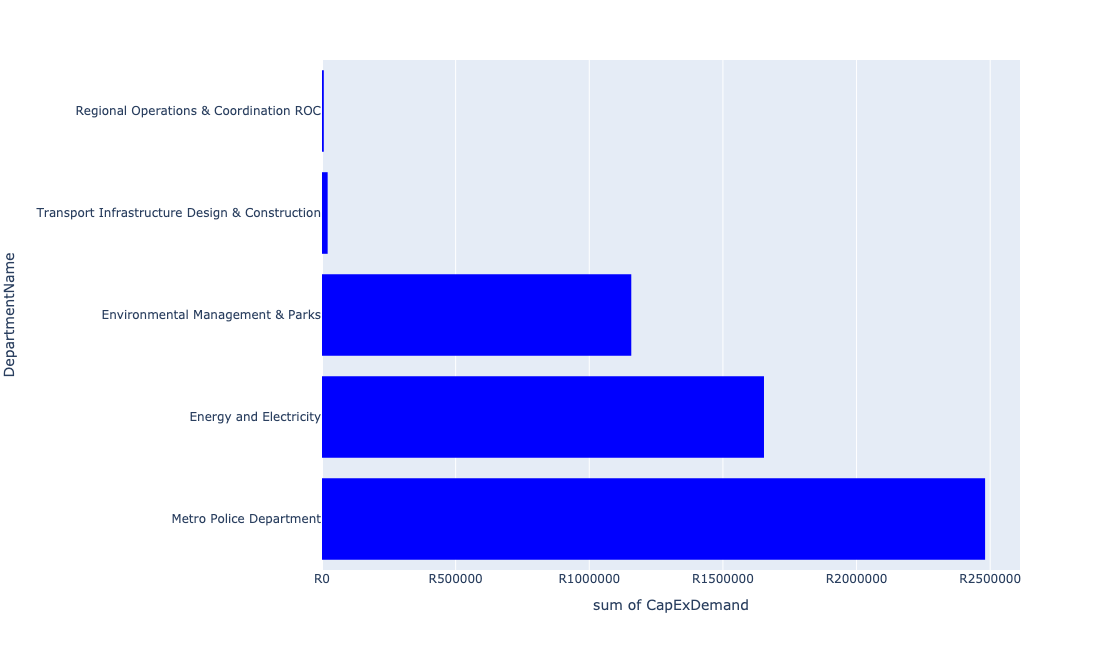 Regional Operations & Coordination ROC
Transport Infrastructure Design & Construction
Environmental Management & Parks
Energy and Electricity
Metro Police Department
DepartmentName
R0
R500000
R1000000
R1500000
R2000000
R2500000
sum of CapExDemand